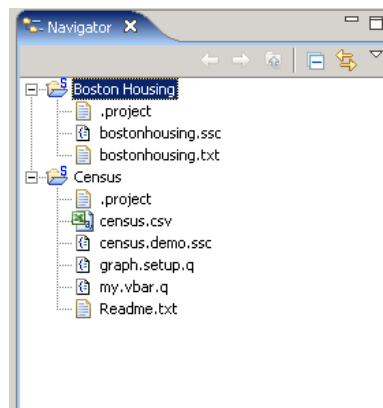 Navigator
Boston Housing
.project
bostonhousing.ssc
bostonhousing.txt
Census
.project
census.csv
census.demo.ssc
graph.setup.q
my.vbar.q
Readme.txt